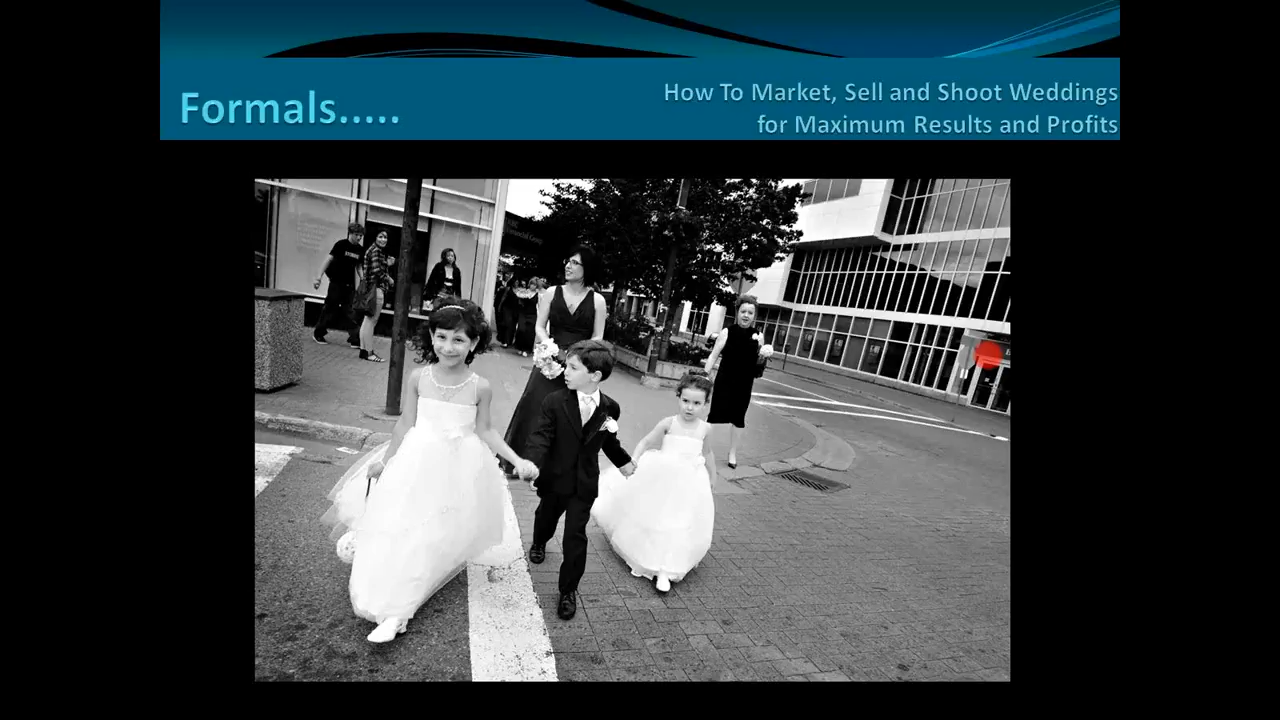 Formals.....
How To Market, Sell and Shoot Weddings
for Maximum Results and Profits